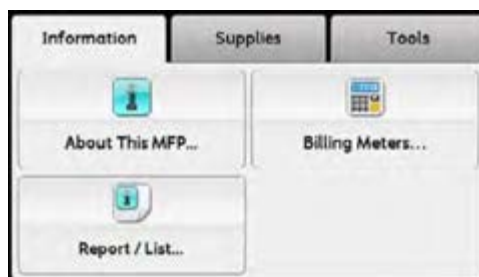 Information Supplies Tools
About This MFP... Billing Meters...
Report / List...